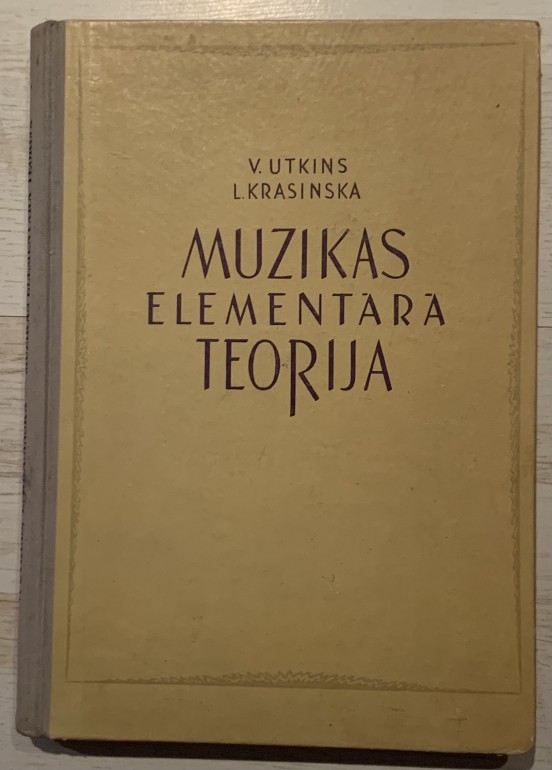 V. UTKINS
L. KRASINSKA
MUZIKAS
ELEMENTĀRĀ
TEORIJA